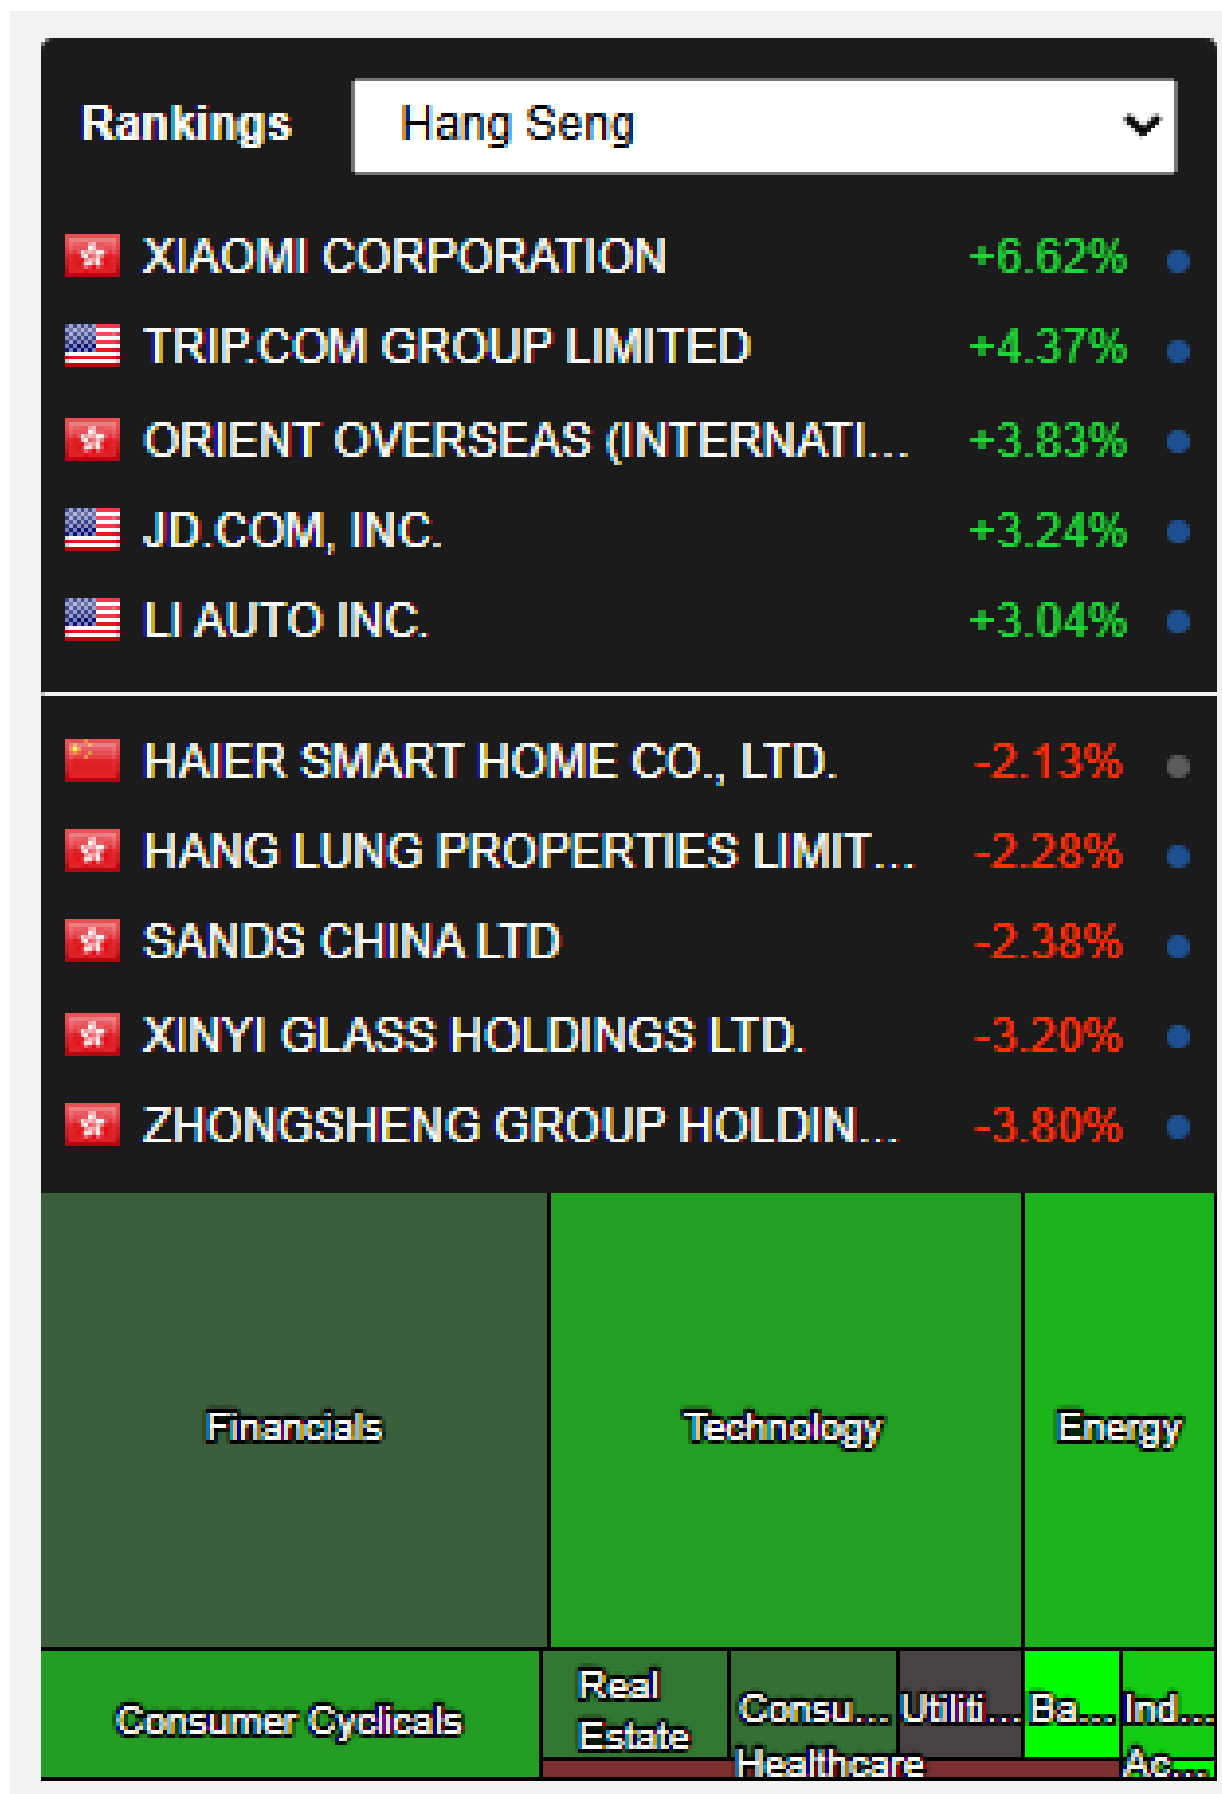 Rankings Hang Seng
XIAOMI CORPORATION +6.62%
TRIP.COM GROUP LIMITED +4.37%
ORIENT OVERSEAS (INTERNATI... +3.83%
JD.COM, INC. +3.24%
LI AUTO INC. +3.04%
HAIER SMART HOME CO., LTD. -2.13%
HANG LUNG PROPERTIES LIMIT... -2.28%
SANDS CHINA LTD -2.38%
XINYI GLASS HOLDINGS LTD. -3.20%
ZHONGSHENG GROUP HOLDIN... -3.80%
Financials
Technology
Energy
Consumer Cyclicals
Real
Estate
Consu...
Utiliti...
Ba...
Ind...
Healthcare
Ac...